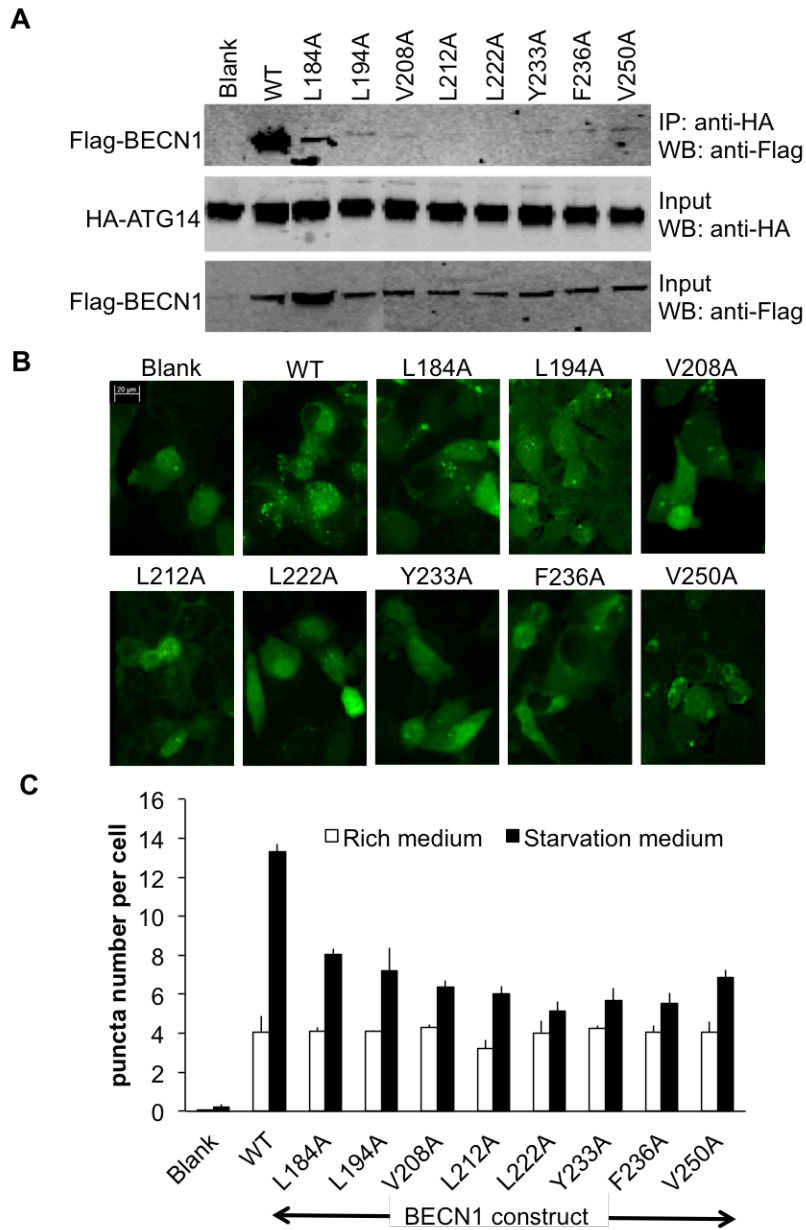 A
Blank
WT
L184A
L194A
V208A
L212A
L222A
Y233A
F236A
V250A
Flag-BECN1
IP: anti-HA
WB: anti-Flag
HA-ATG14
Input
WB: anti-HA
Flag-BECN1
Input
WB: anti-Flag
B
Blank
WT
L184A
L194A
V208A
20 µm
L212A
L222A
Y233A
F236A
V250A
C
puncta number per cell
16
14
12
10
8
6
4
2
0
Rich medium
Starvation medium
Blank
WT
L184A
L194A
V208A
L212A
L222A
Y233A
F236A
V250A
BECN1 construct